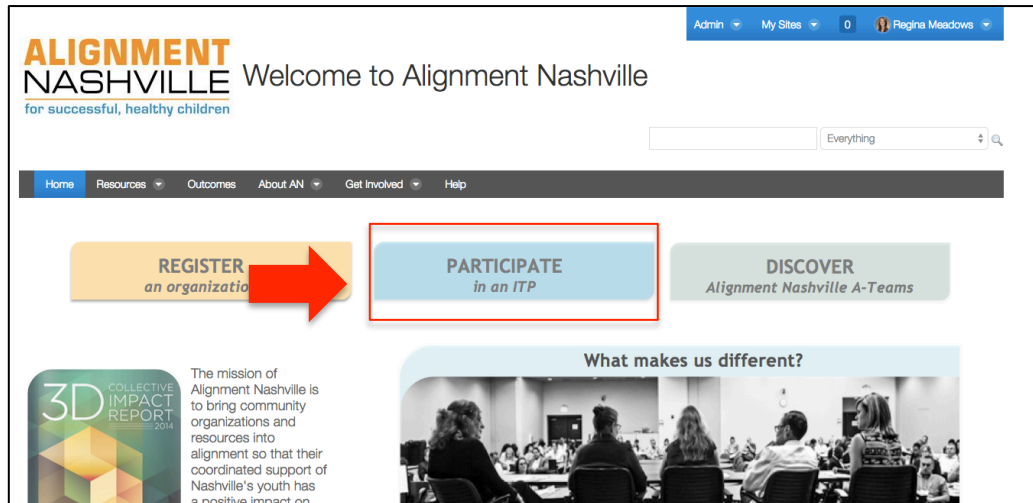 Admin My Sites 0 Regina Meadows
ALIGNMENT
NASHVILLE
for successful, healthy children
Welcome to Alignment Nashville
Everything
Home Resources Outcomes About AN Get Involved Help
REGISTER
an organizatio
PARTICIPATE
in an ITP
DISCOVER
Alignment Nashville A-Teams
3D COLLECTIVE
IMPACT
REPORT
2014
The mission of
Alignment Nashville is
to bring community
organizations and
resources into
alignment so that their
coordinated support of
Nashville's youth has
a positive impact on
What makes us different?